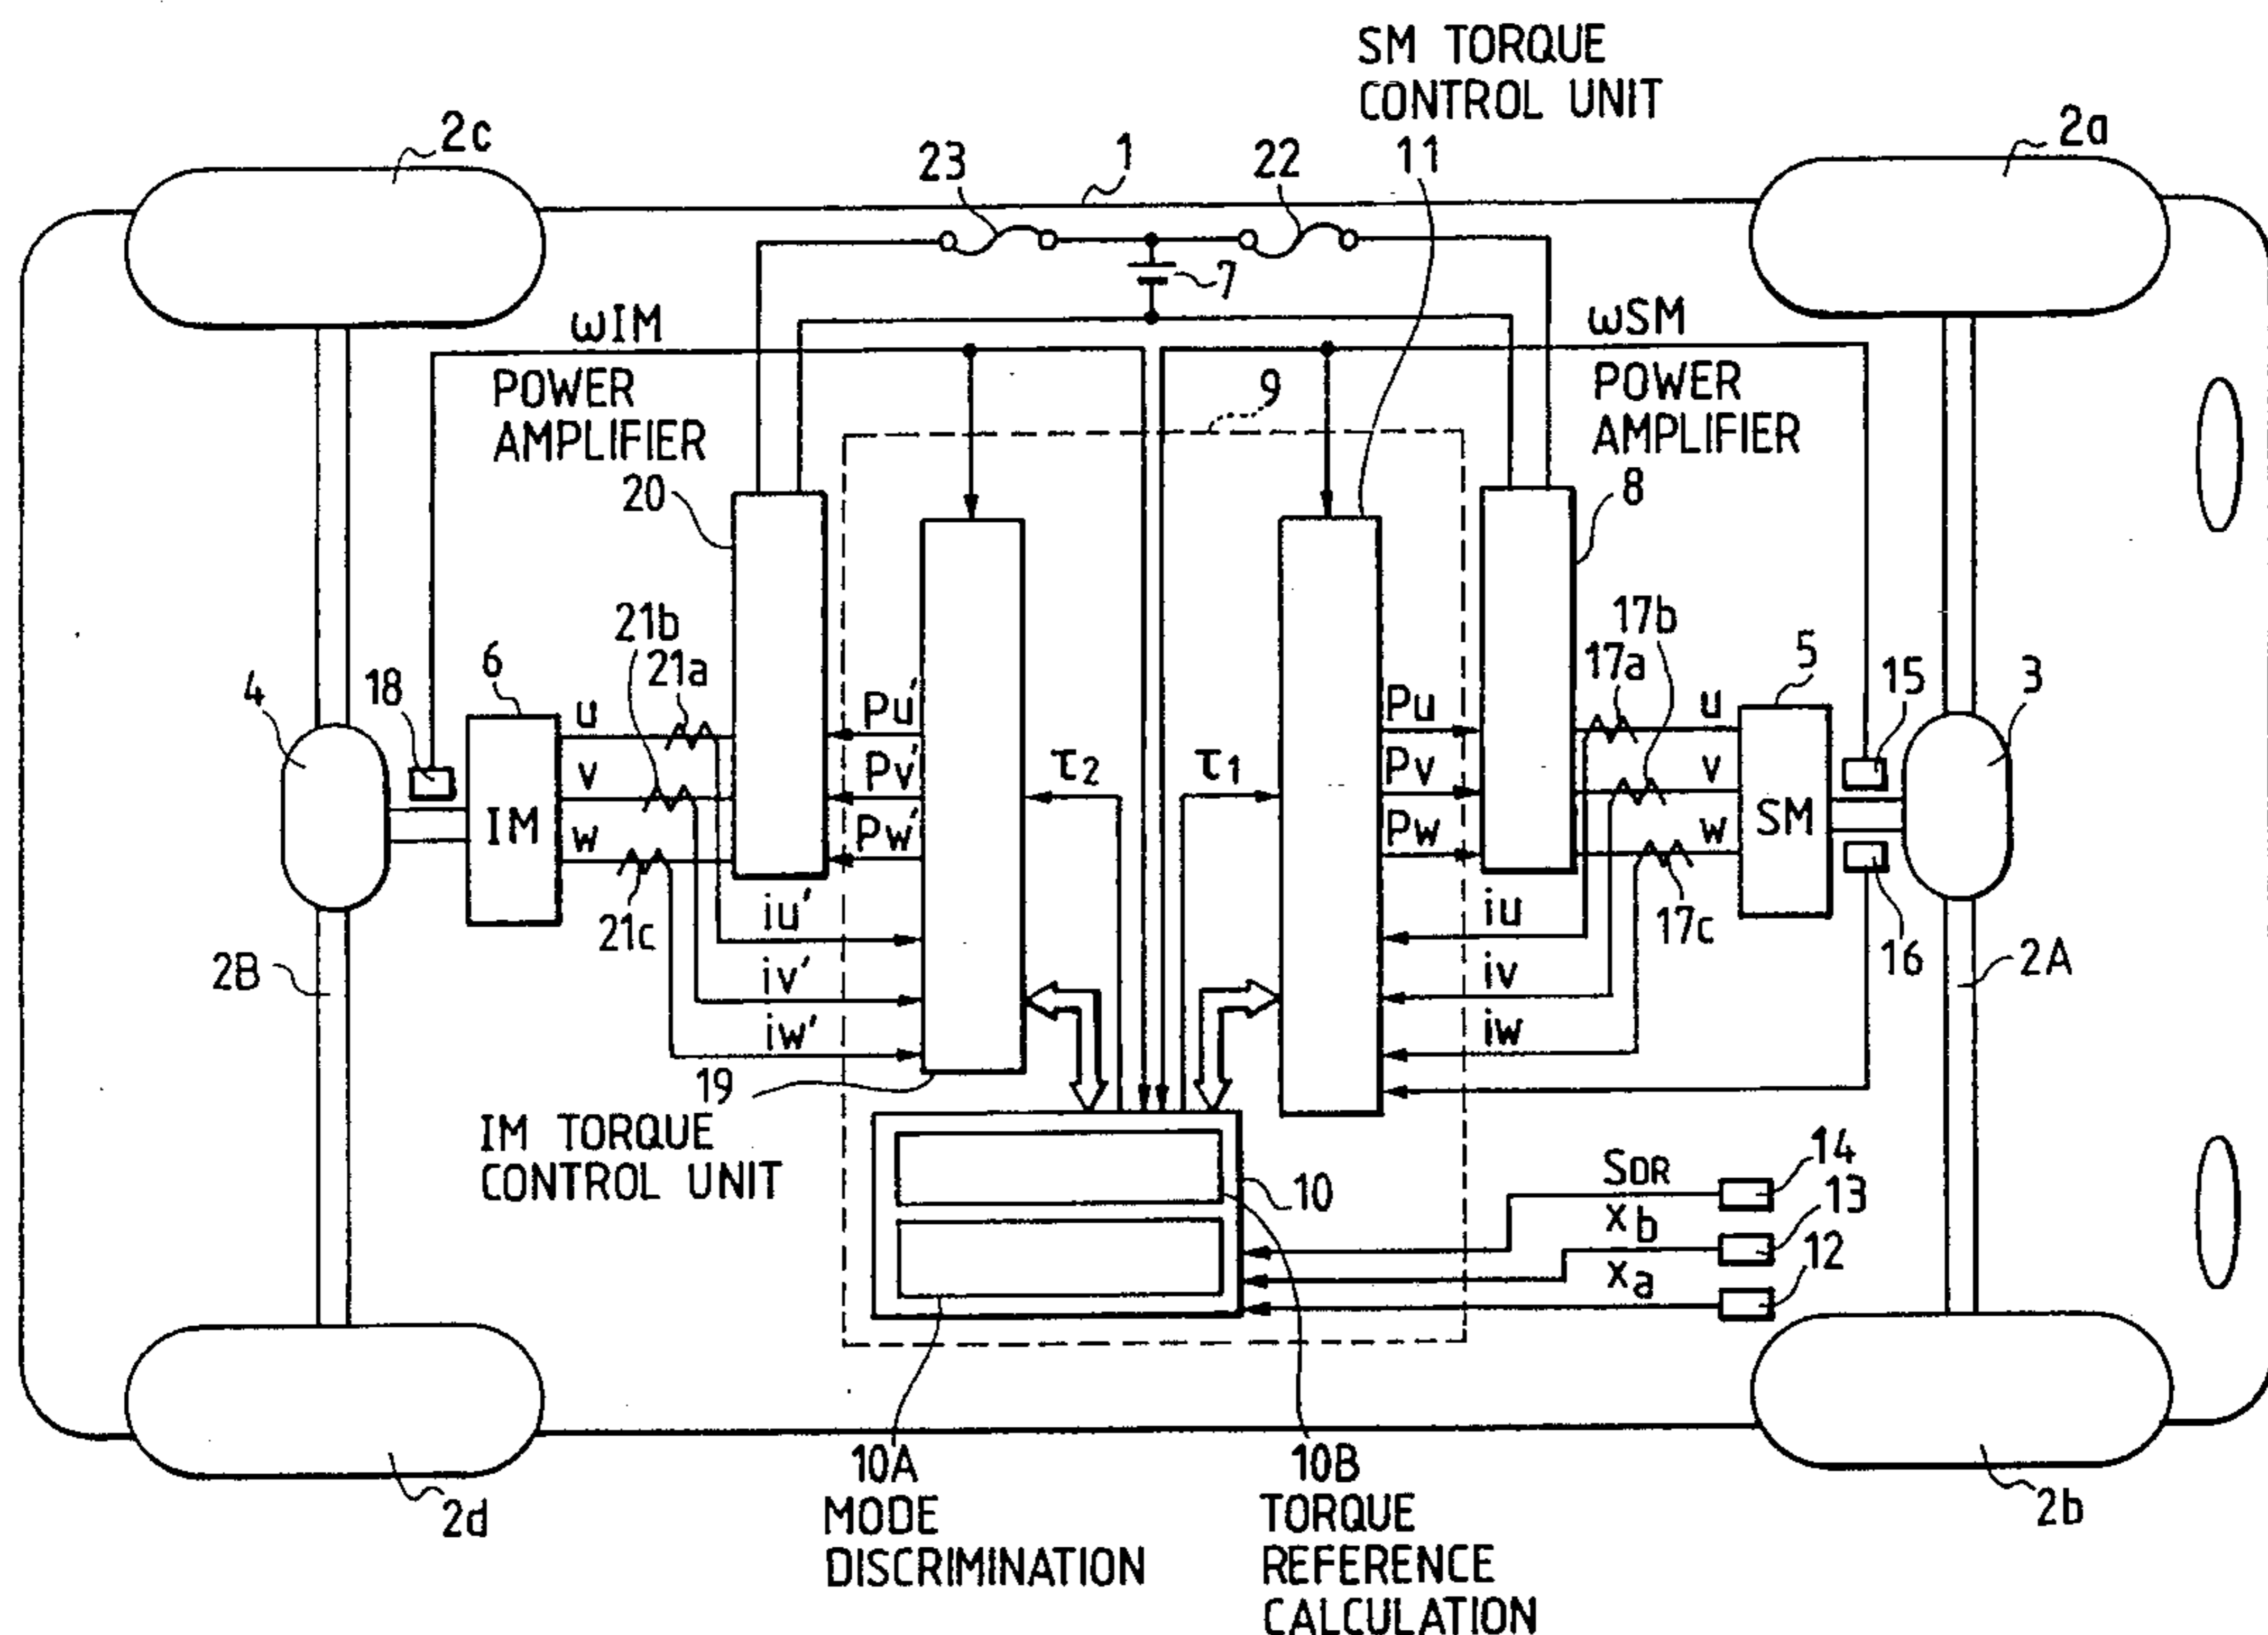 SM TORQUE
CONTROL UNIT
11
2c
23
1
22
2a
7
ωIM
ωSM
POWER
AMPLIFIER
20
9
POWER
AMPLIFIER
8
21b
21a
17b
17a
4
18
6
u
v
w
IM
Pu'
Pv'
Pw'
τ2
τ1
Pu
Pv
Pw
u
v
w
5
SM
15
3
21c
iu'
iv'
iw'
iu
iv
iw
17c
16
2B
2A
19
IM TORQUE
CONTROL UNIT
10
SDR
xb
xa
14
13
12
2d
10A
MODE
DISCRIMINATION
10B
TORQUE
REFERENCE
CALCULATION
2b